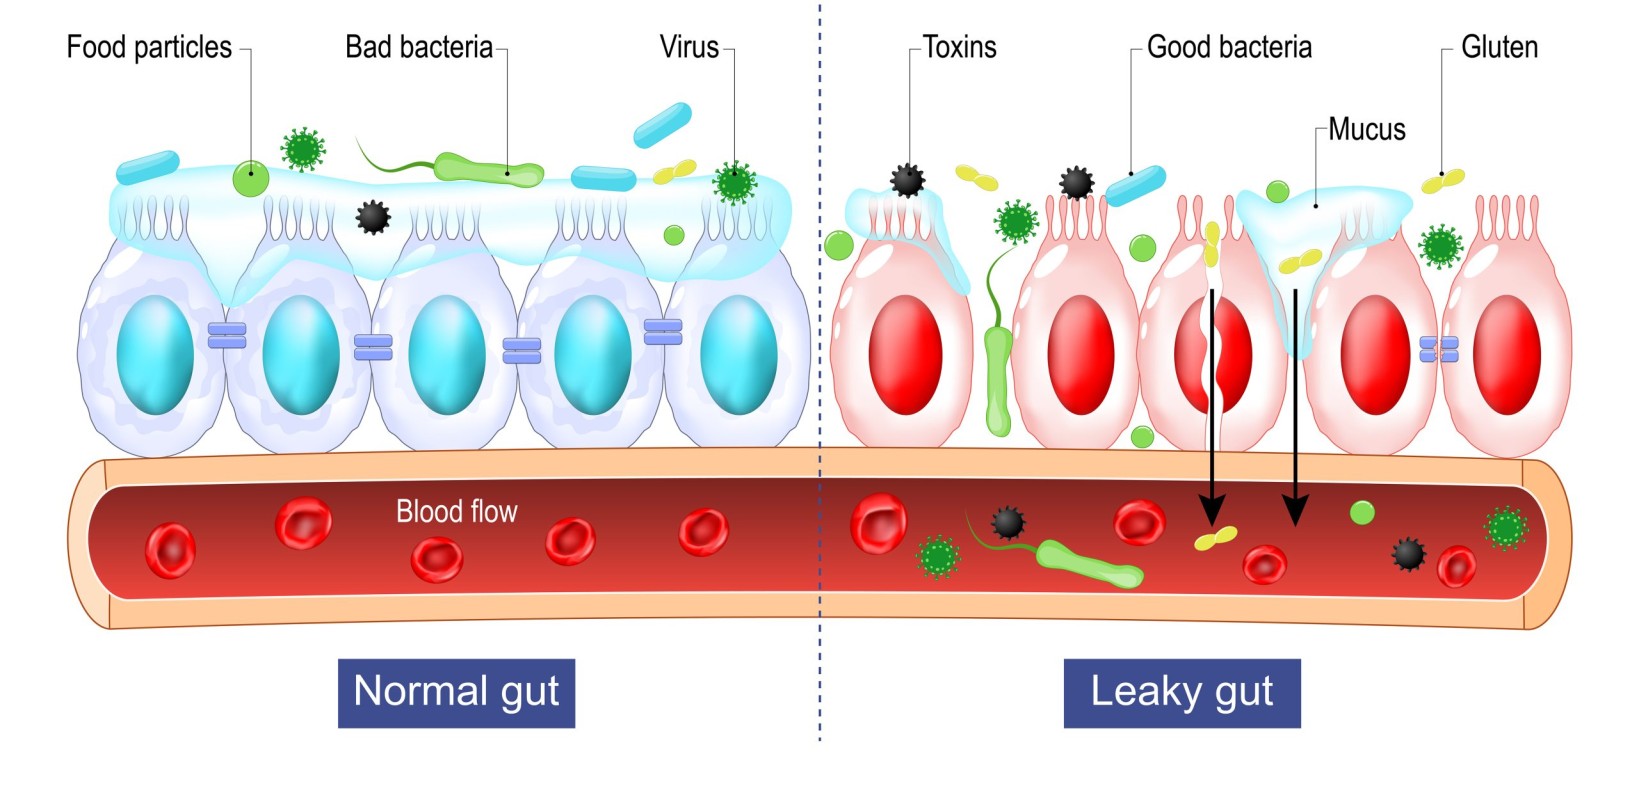 Food particles
Bad bacteria
Virus
Toxins
Good bacteria
Gluten
Mucus
Blood flow
Normal gut
Leaky gut